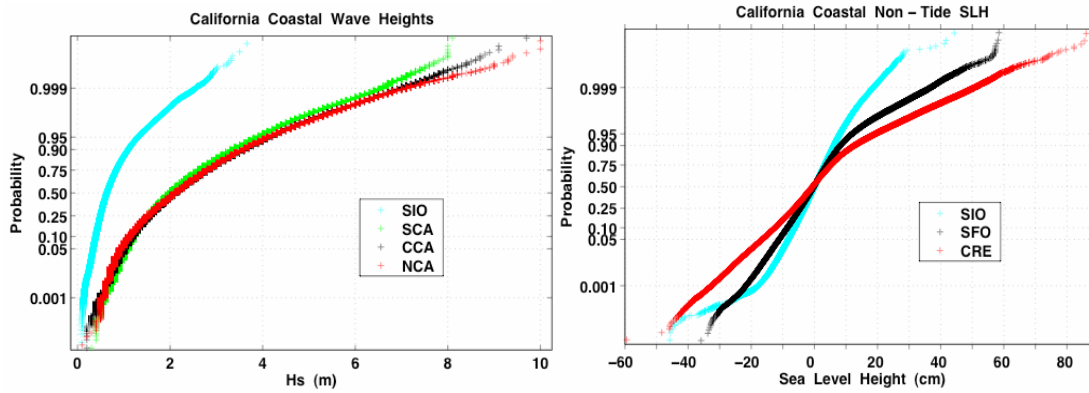 California Coastal Wave Heights
Probability
0.999
0.95
0.90
0.75
0.50
0.25
0.10
0.05
0.001
SIO
SCA
CCA
NCA
0 2 4 6 8 10
Hs (m)
California Coastal Non - Tide SLH
Probability
0.999
0.95
0.90
0.75
0.50
0.25
0.10
0.05
0.001
SIO
SFO
CRE
-60 -40 -20 0 20 40 60 80
Sea Level Height (cm)